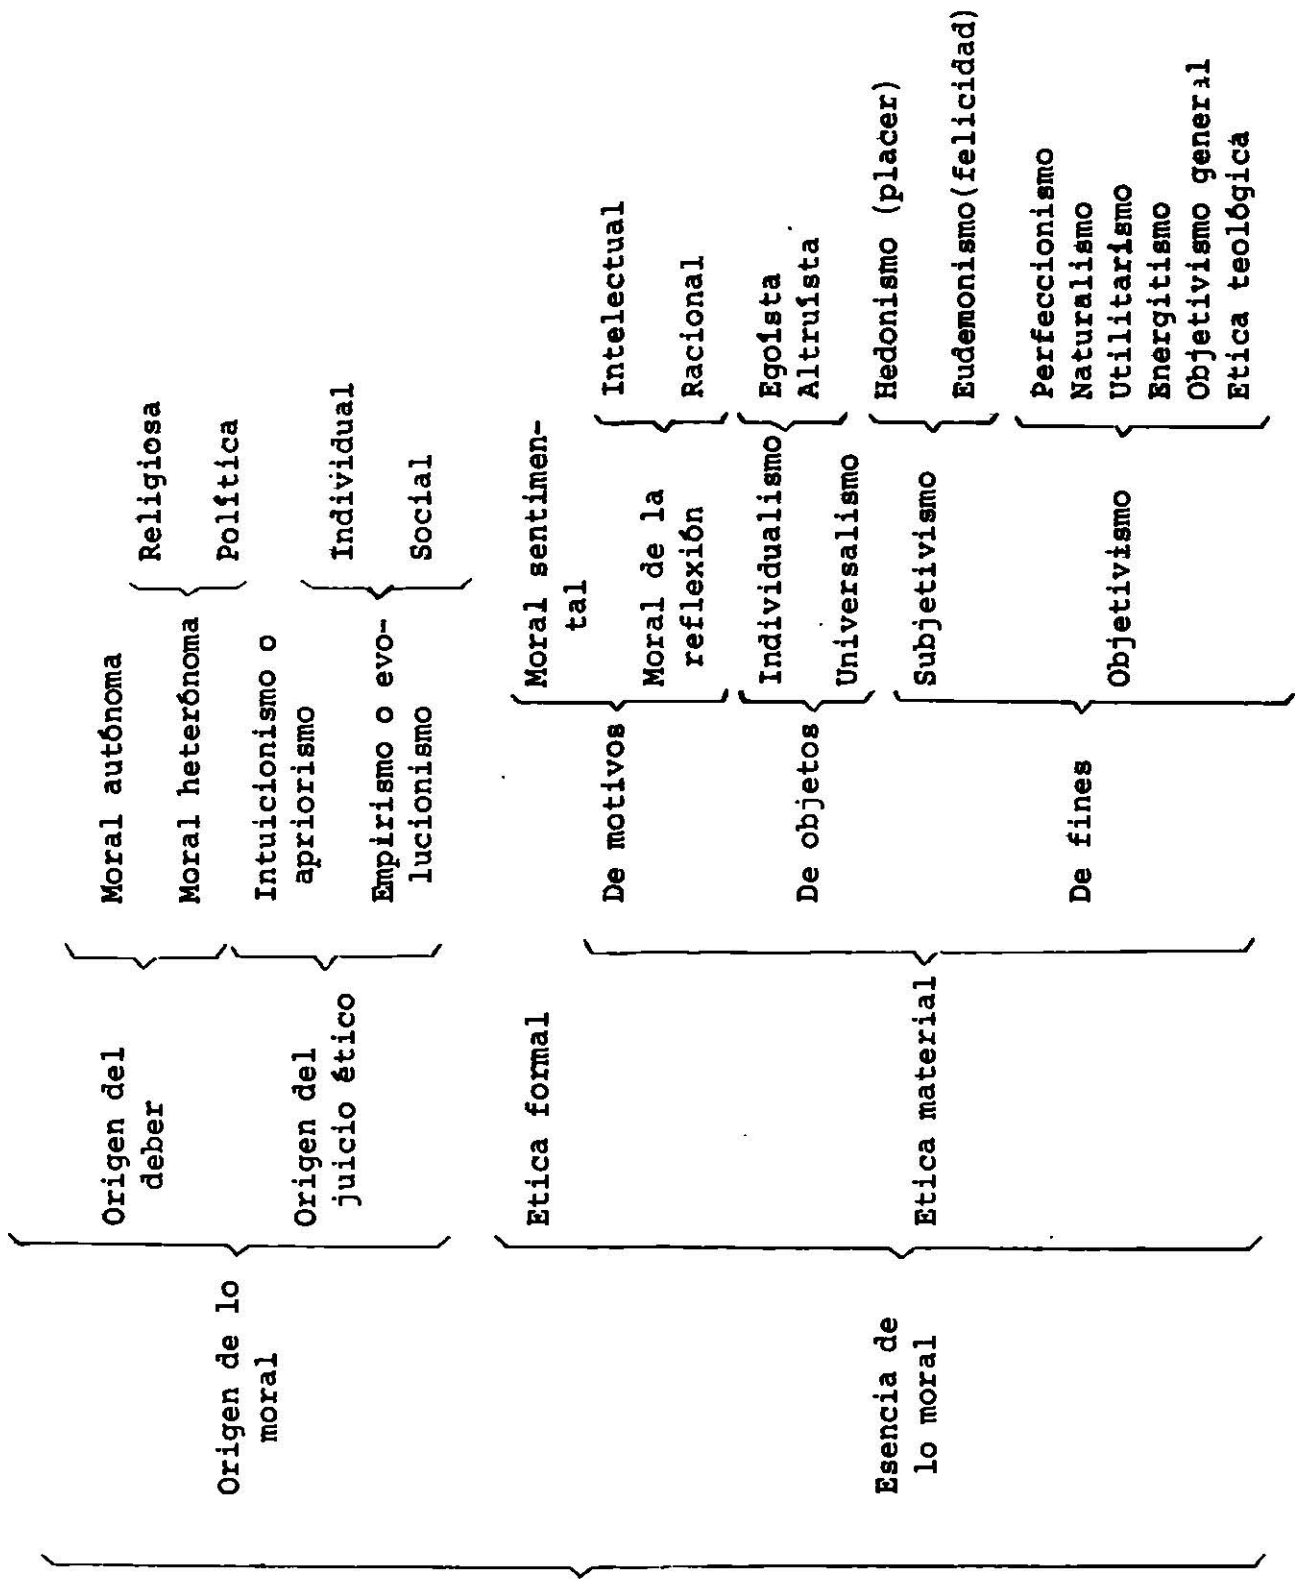 Origen de lo
moral
Origen del
deber
Moral autónoma
Moral heterónoma
Religiosa
Política
Origen del
juicio ético
Intuicionismo o
apriorismo
Empirismo o evo-
lucionismo
Individual
Social
Esencia de
lo moral
Etica formal
Etica material
De motivos
Moral sentimen-
tal
Moral de la
reflexión
Intelectual
Racional
De objetos
Individualismo
Universalismo
Egoísta
Altruísta
De fines
Subjetivismo
Hedonismo (placer)
Eudemonismo(felicidad)
Objetivismo
Perfeccionismo
Naturalismo
Utilitarismo
Energitismo
Objetivismo general
Etica teológica